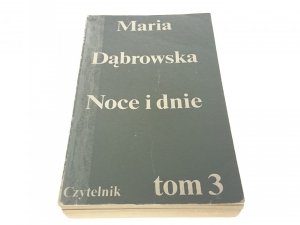 Maria
Dąbrowska
Noce i dnie
Czytelnik tom 3